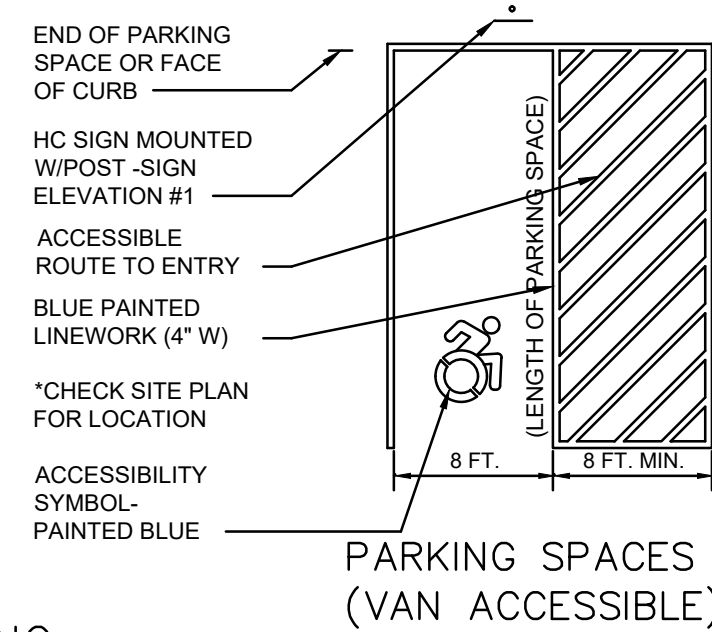 END OF PARKING
SPACE OR FACE
OF CURB
HC SIGN MOUNTED
W/POST -SIGN
ELEVATION #1
ACCESSIBLE
ROUTE TO ENTRY
BLUE PAINTED
LINEWORK (4" W)
*CHECK SITE PLAN
FOR LOCATION
ACCESSIBILITY
SYMBOL-
PAINTED BLUE
(LENGTH OF PARKING SPACE)
8 FT.
8 FT. MIN.
PARKING SPACES
(VAN ACCESSIBLE)